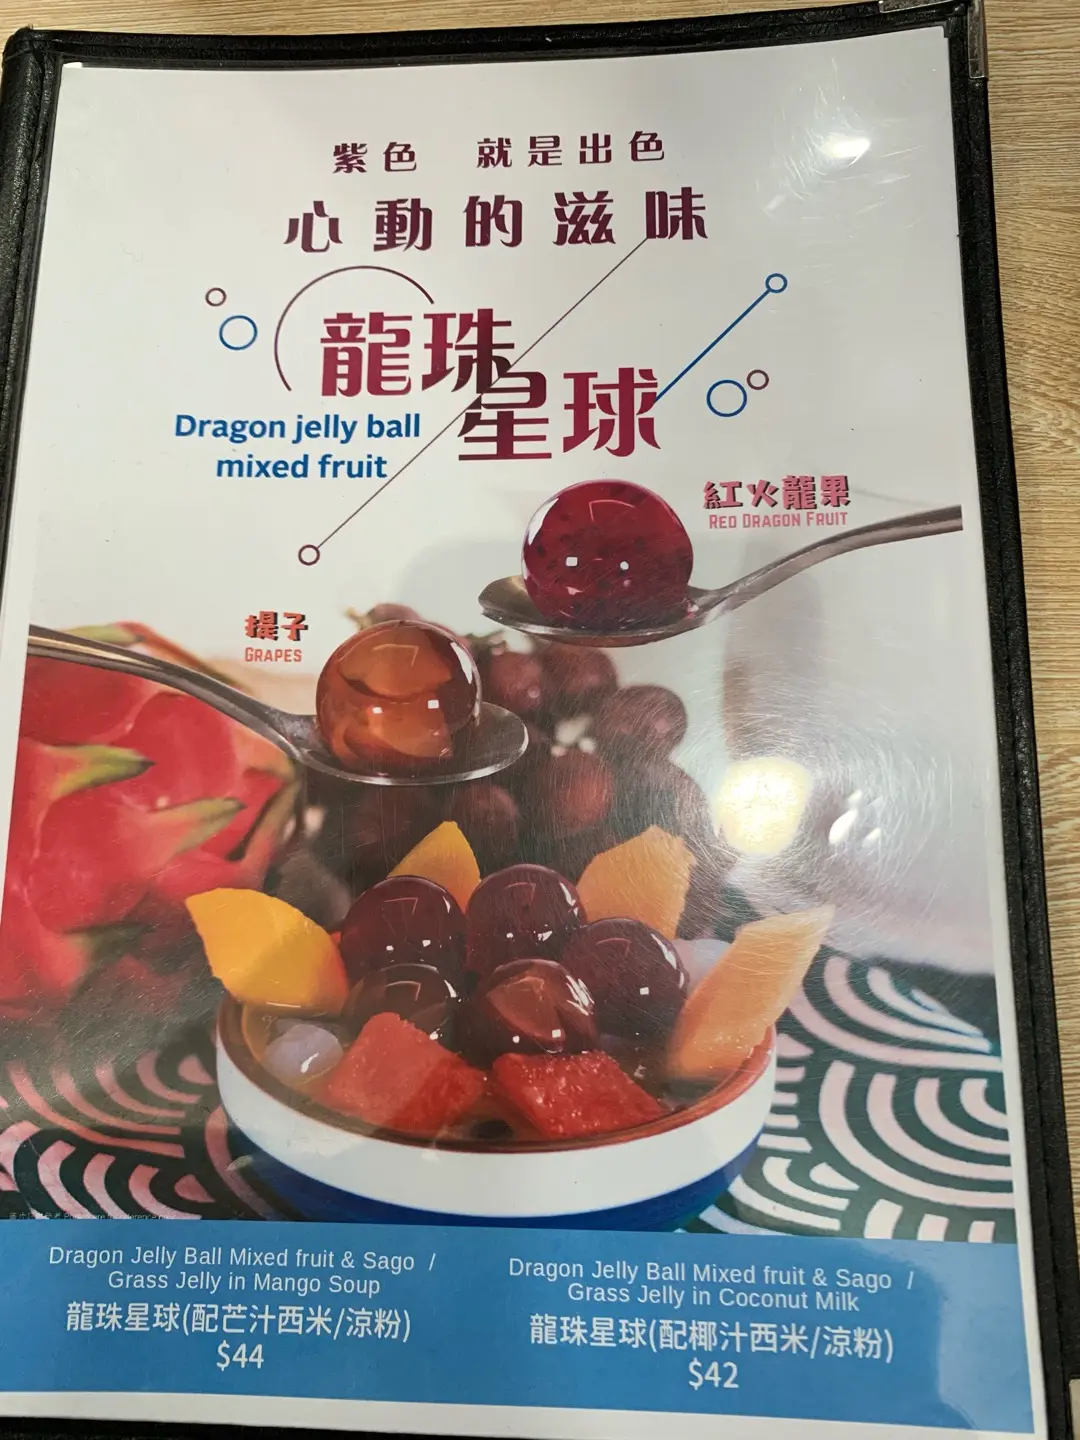 紫色 就是出色
心動的滋味
龍珠
星球
Dragon jelly ball
mixed fruit
紅火龍果
RED DRAGON FRUIT
提子
GRAPES
Dragon Jelly Ball Mixed fruit & Sago /
Grass Jelly in Mango Soup
龍珠星球(配芒汁西米/涼粉)
$44
Dragon Jelly Ball Mixed fruit & Sago /
Grass Jelly in Coconut Milk
龍珠星球(配椰汁西米/涼粉)
$42